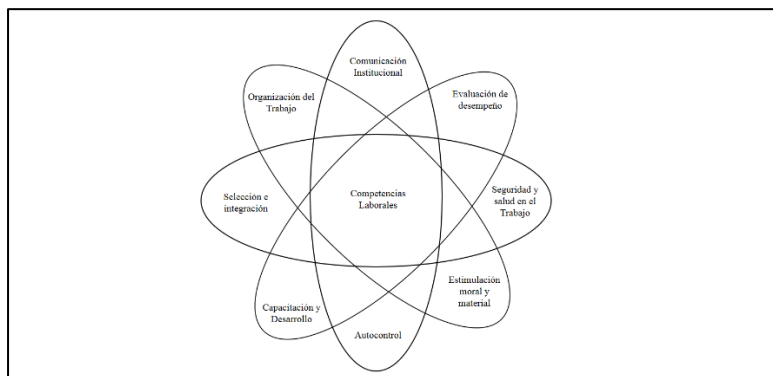 Comunicación
Institucional
Organización del
Trabajo
Evaluación de
desempeño
Selección e
integración
Competencias
Laborales
Seguridad y
salud en el
Trabajo
Capacitación y
Desarrollo
Estimulación
moral y
material
Autocontrol